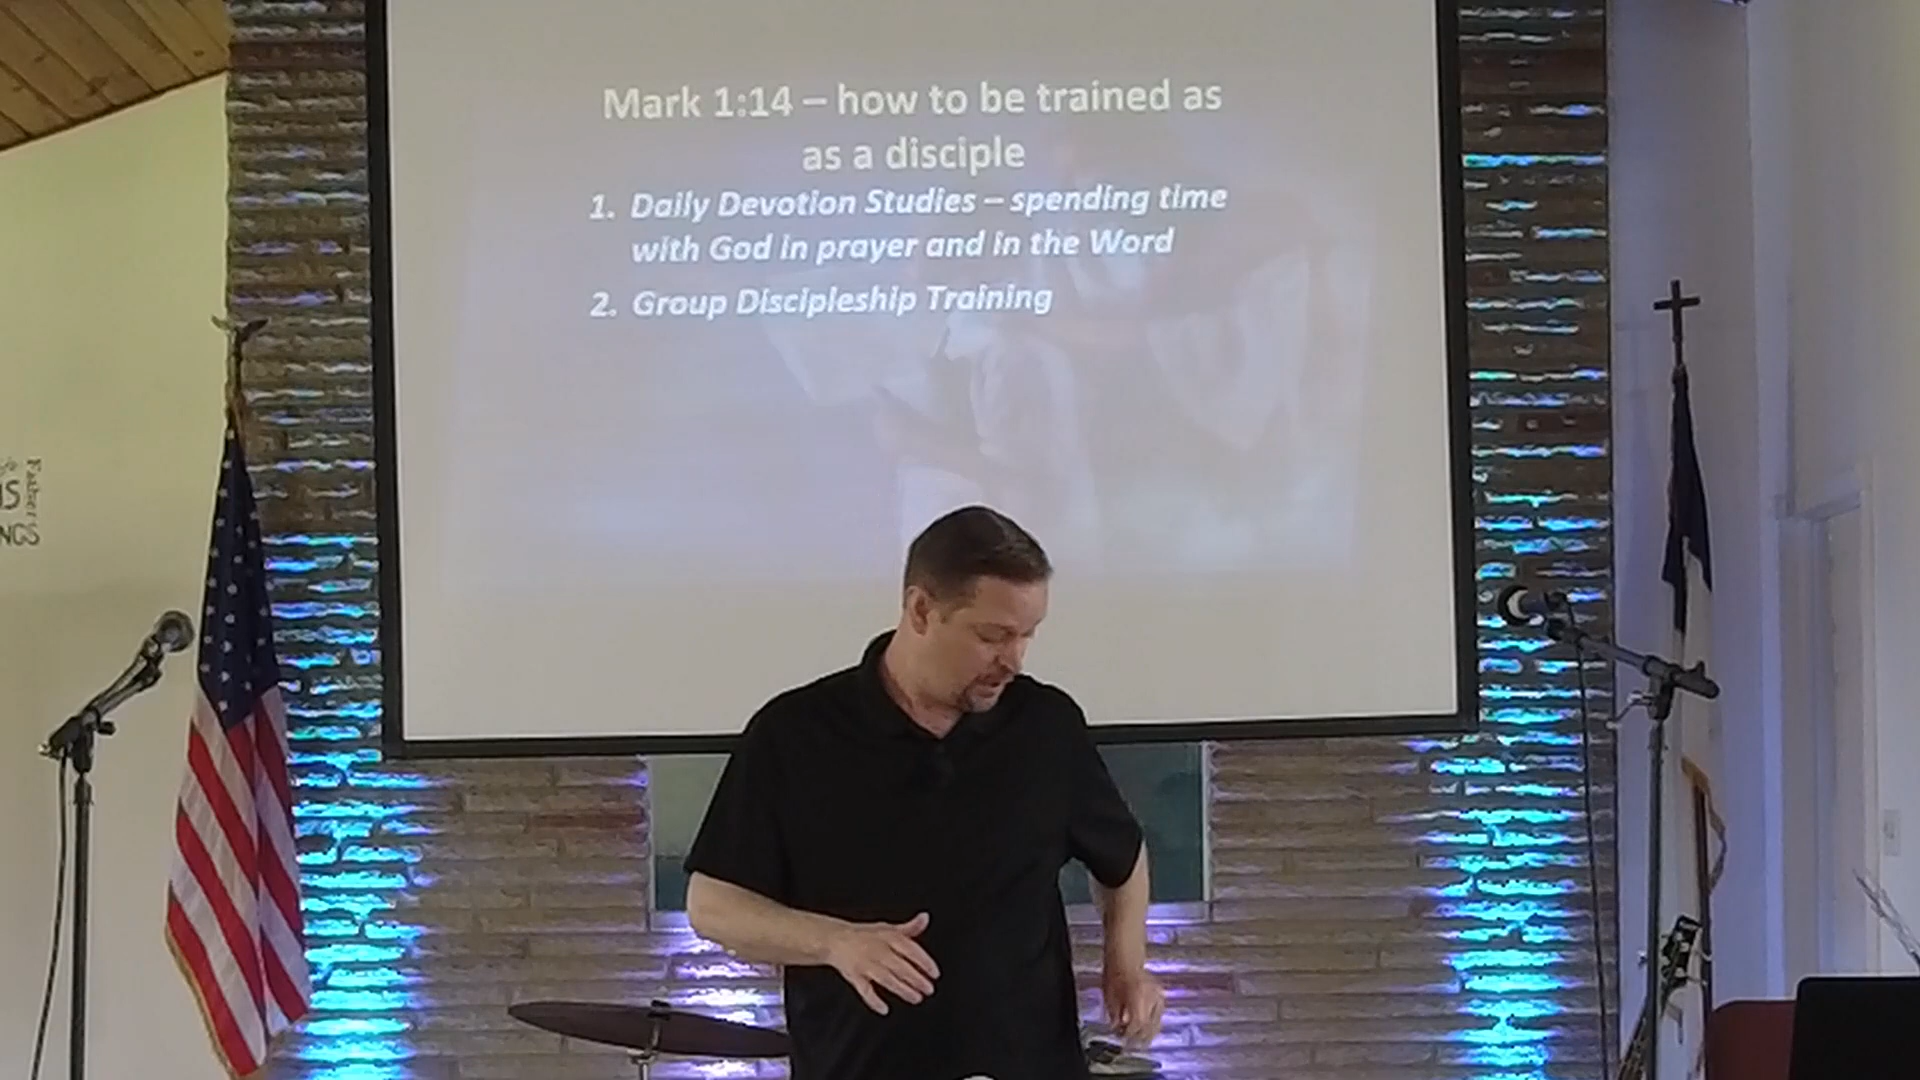 Mark 1:14 – how to be trained as
as a disciple
1. Daily Devotion Studies – spending time
with God in prayer and in the Word
2. Group Discipleship Training
Father's